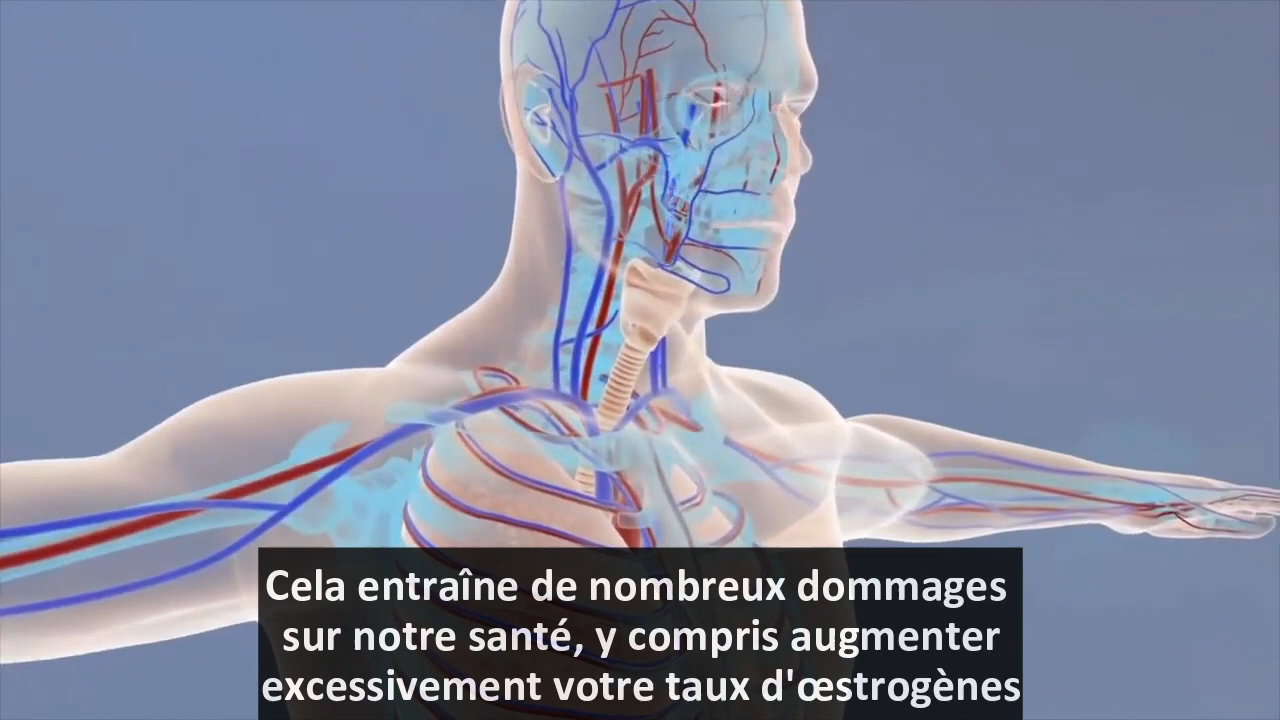 Cela entraîne de nombreux dommages
sur notre santé, y compris augmenter
excessivement votre taux d'œstrogènes